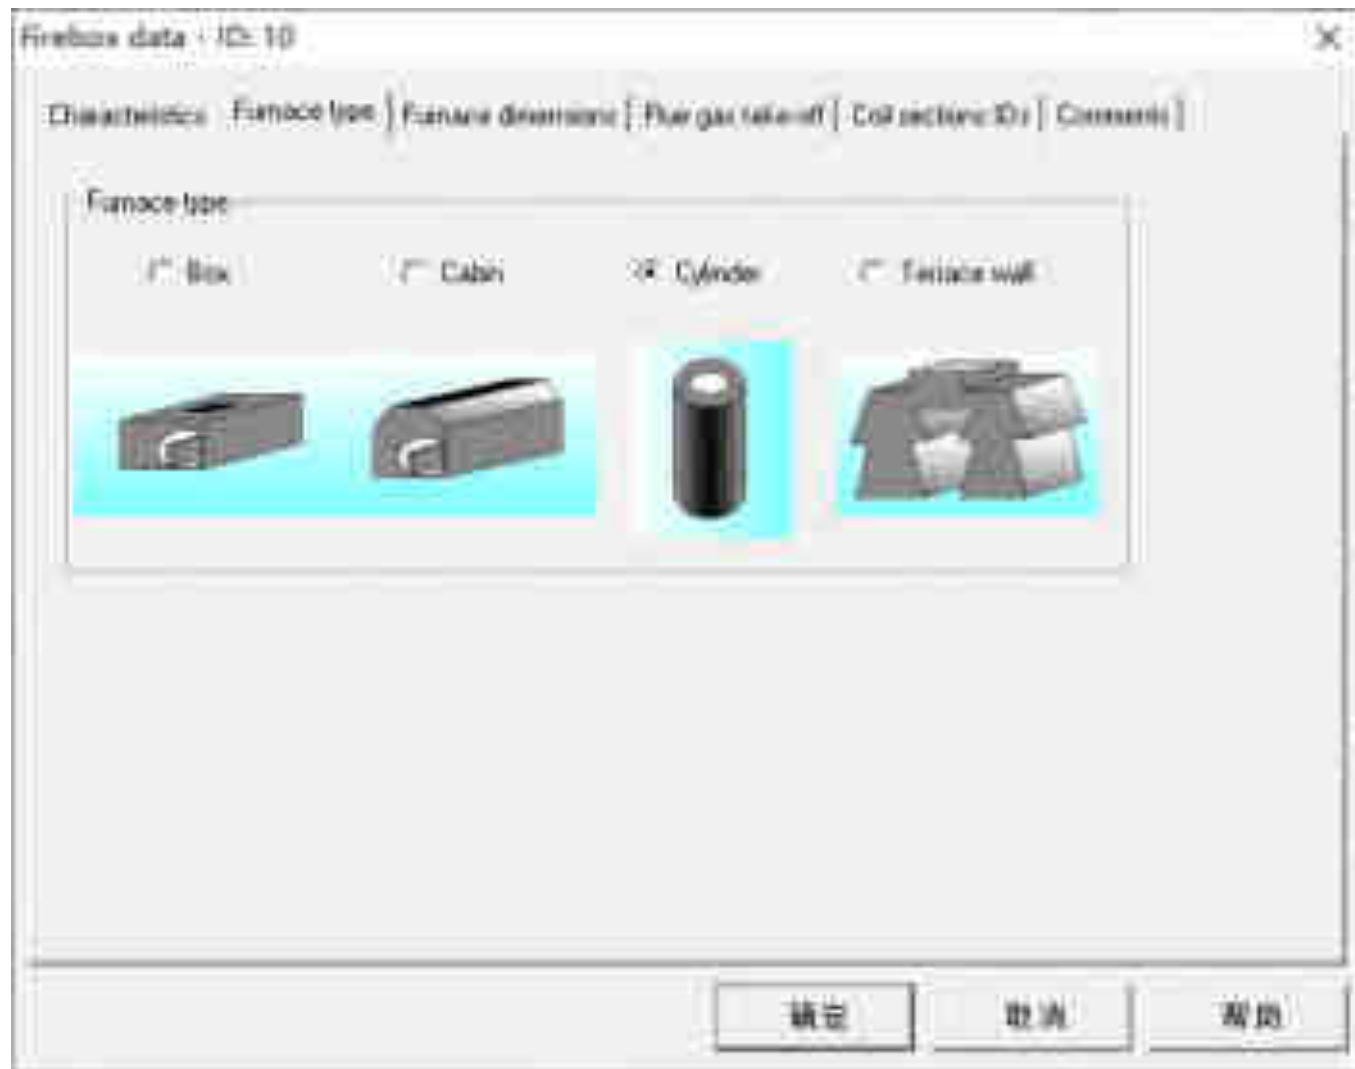 Firebox data - ID: 10
Characteristics Furnace type Furnace dimensions Flue gas take-off Coil sections IDs Comments
Furnace type
Box Cabin Cylinder Terrace wall
确定 取消 帮助